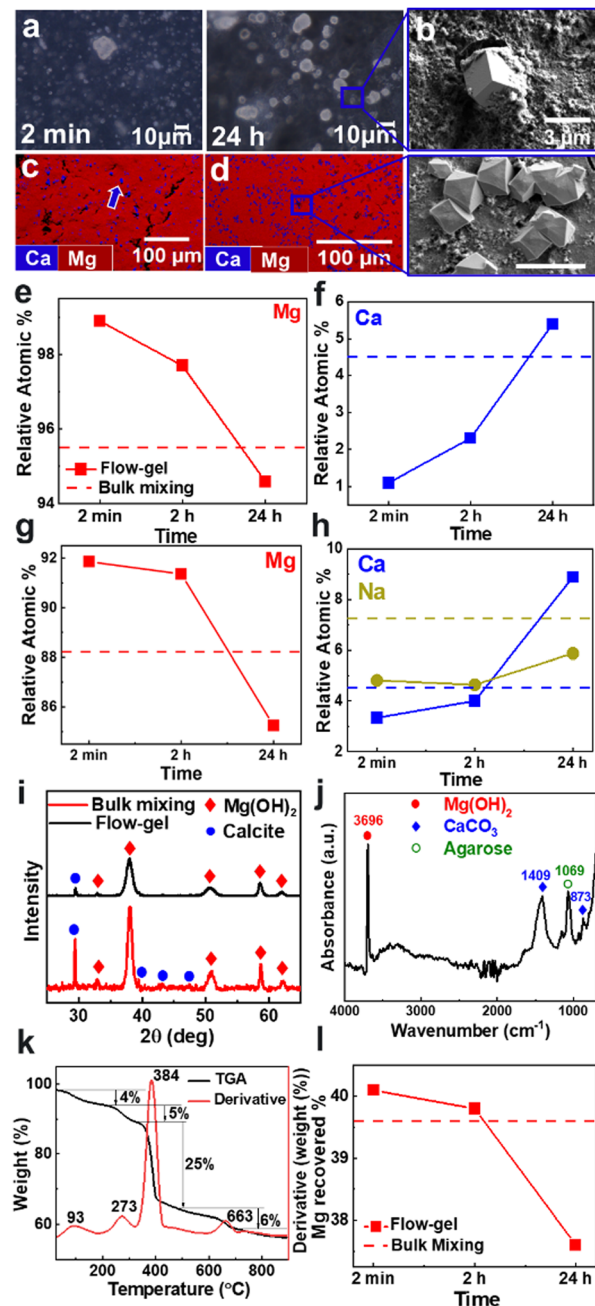 a
2 min
10µm
24 h
10µm
b
3 µm
c
Ca Mg
100 µm
d
Ca Mg
100 µm
e
Mg
Relative Atomic %
98
96
94
Flow-gel
Bulk mixing
2 min 2 h 24 h
Time
f
Ca
Relative Atomic %
6
5
4
3
2
1
2 min 2 h 24 h
Time
g
Mg
Relative Atomic %
92
90
88
86
2 min 2 h 24 h
Time
h
Ca
Na
Relative Atomic %
10
8
6
4
2
2 min 2 h 24 h
Time
i
Bulk mixing
Flow-gel
Mg(OH)2
Calcite
Intensity
30 40 50 60
2θ (deg)
j
Mg(OH)2
CaCO3
Agarose
3696
1409
1069
873
Absorbance (a.u.)
4000 3000 2000 1000
Wavenumber (cm-1)
k
384
TGA
Derivative
4%
5%
25%
6%
93
273
663
Weight (%)
100
80
60
Derivative (weight (%))
0 200 400 600 800
Temperature (°C)
l
Mg recovered %
40
39
38
Flow-gel
Bulk Mixing
2 min 2 h 24 h
Time